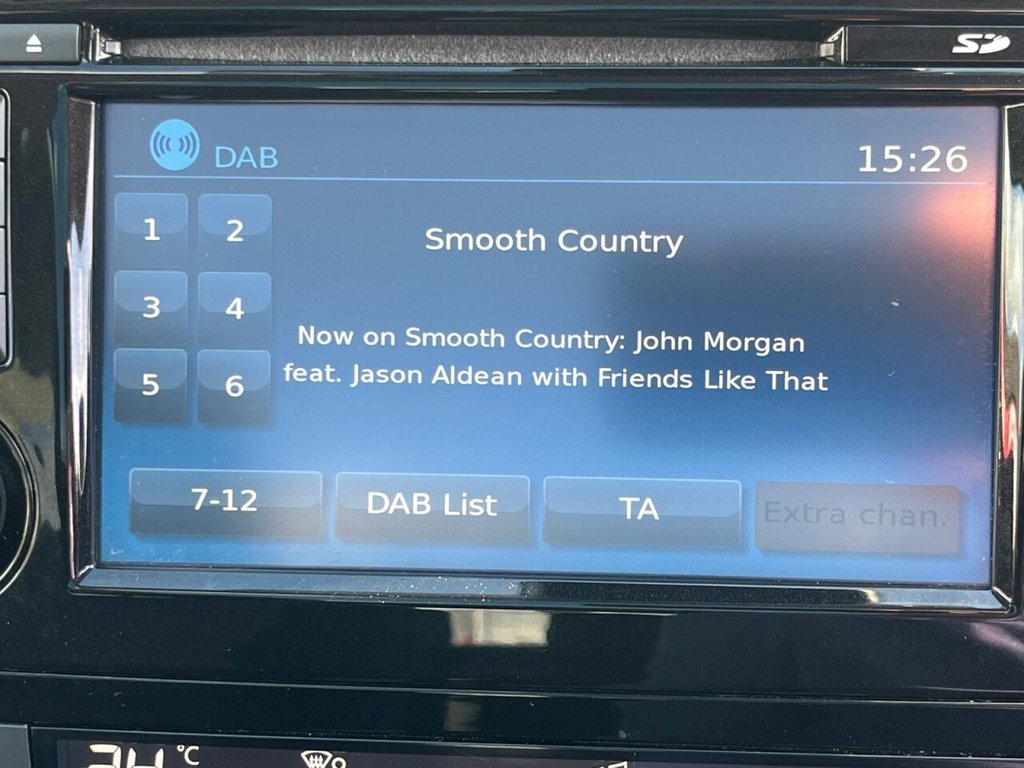 SD
DAB
15:26
1 2
Smooth Country
3 4
Now on Smooth Country: John Morgan
feat. Jason Aldean with Friends Like That
5 6
7-12 DAB List TA Extra chan.
°C